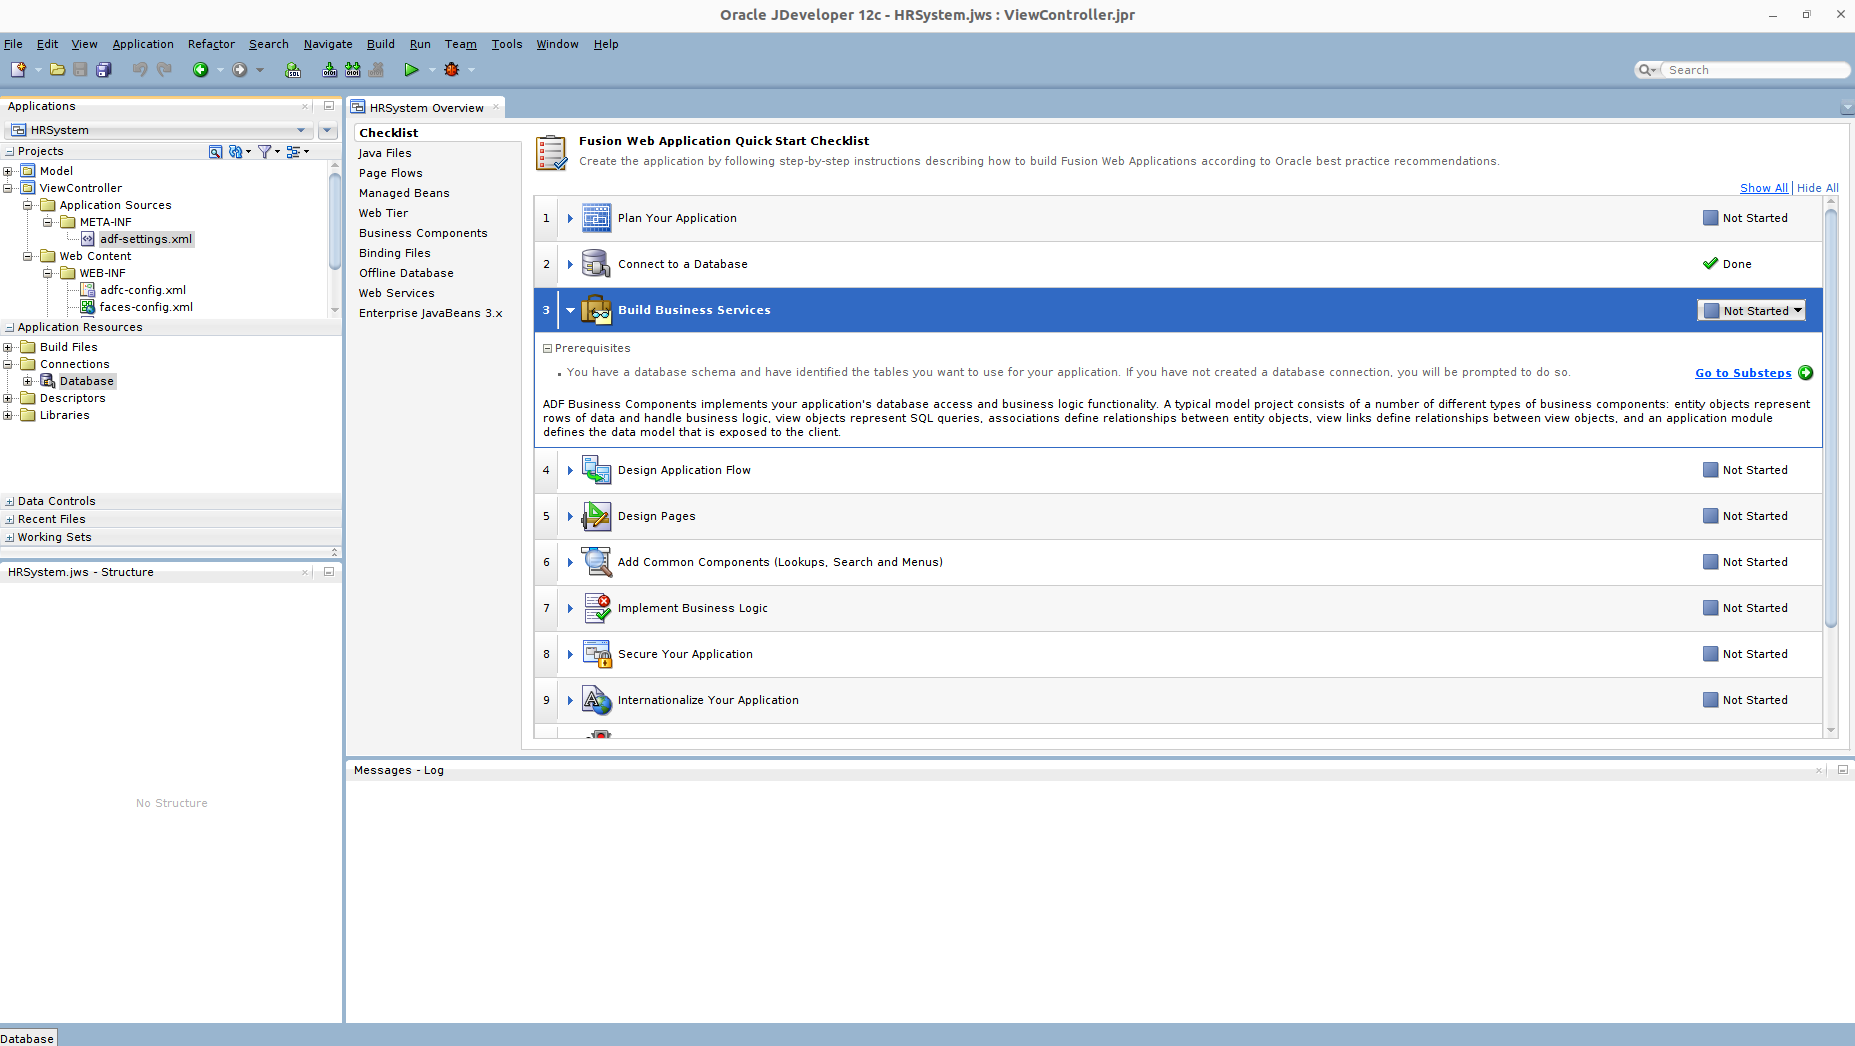 Oracle JDeveloper 12c - HRSystem.jws : ViewController.jpr
File Edit View Application Refactor Search Navigate Build Run Team Tools Window Help
Search
Applications
HRSystem
Projects
Model
ViewController
Application Sources
META-INF
adf-settings.xml
Web Content
WEB-INF
adfc-config.xml
faces-config.xml
Application Resources
Build Files
Connections
Database
Descriptors
Libraries
Data Controls
Recent Files
Working Sets
HRSystem.jws - Structure
No Structure
Database
HRSystem Overview
Checklist
Java Files
Page Flows
Managed Beans
Web Tier
Business Components
Binding Files
Offline Database
Web Services
Enterprise JavaBeans 3.x
Fusion Web Application Quick Start Checklist
Create the application by following step-by-step instructions describing how to build Fusion Web Applications according to Oracle best practice recommendations.
Show All | Hide All
1 Plan Your Application Not Started
2 Connect to a Database Done
3 Build Business Services Not Started
Prerequisites
• You have a database schema and have identified the tables you want to use for your application. If you have not created a database connection, you will be prompted to do so.
Go to Substeps
ADF Business Components implements your application's database access and business logic functionality. A typical model project consists of a number of different types of business components: entity objects represent
rows of data and handle business logic, view objects represent SQL queries, associations define relationships between entity objects, view links define relationships between view objects, and an application module
defines the data model that is exposed to the client.
4 Design Application Flow Not Started
5 Design Pages Not Started
6 Add Common Components (Lookups, Search and Menus) Not Started
7 Implement Business Logic Not Started
8 Secure Your Application Not Started
9 Internationalize Your Application Not Started
Messages - Log